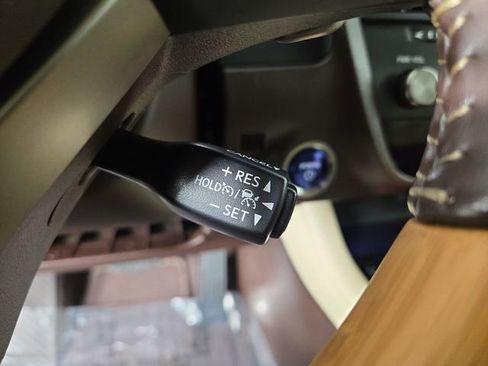 CANCEL
+ RES
HOLD /
− SET